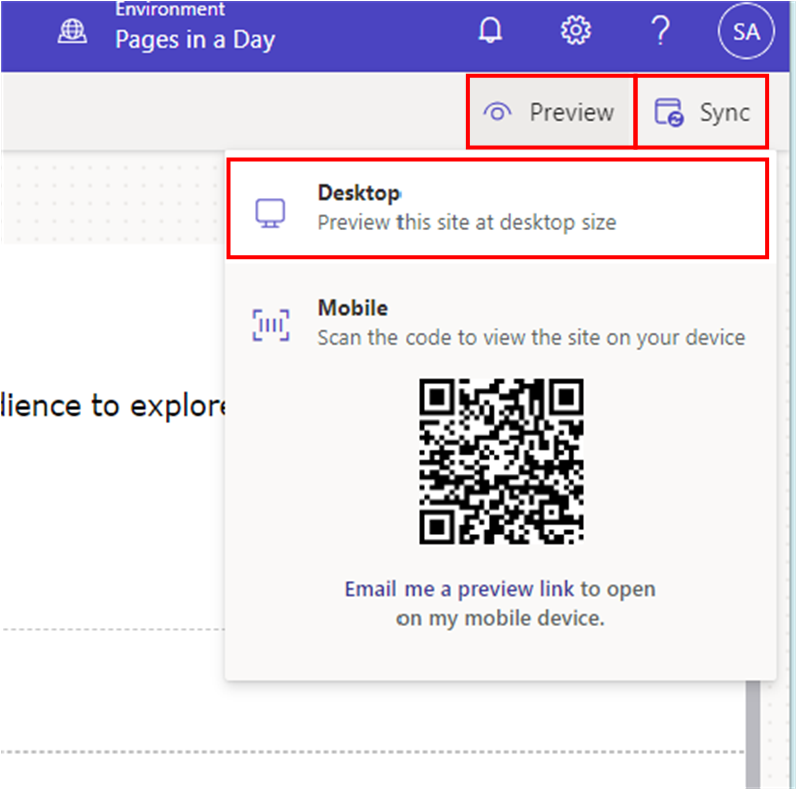 Environment
Pages in a Day
SA
Preview
Sync
Desktop
Preview this site at desktop size
Mobile
Scan the code to view the site on your device
dience to explore
Email me a preview link to open
on my mobile device.